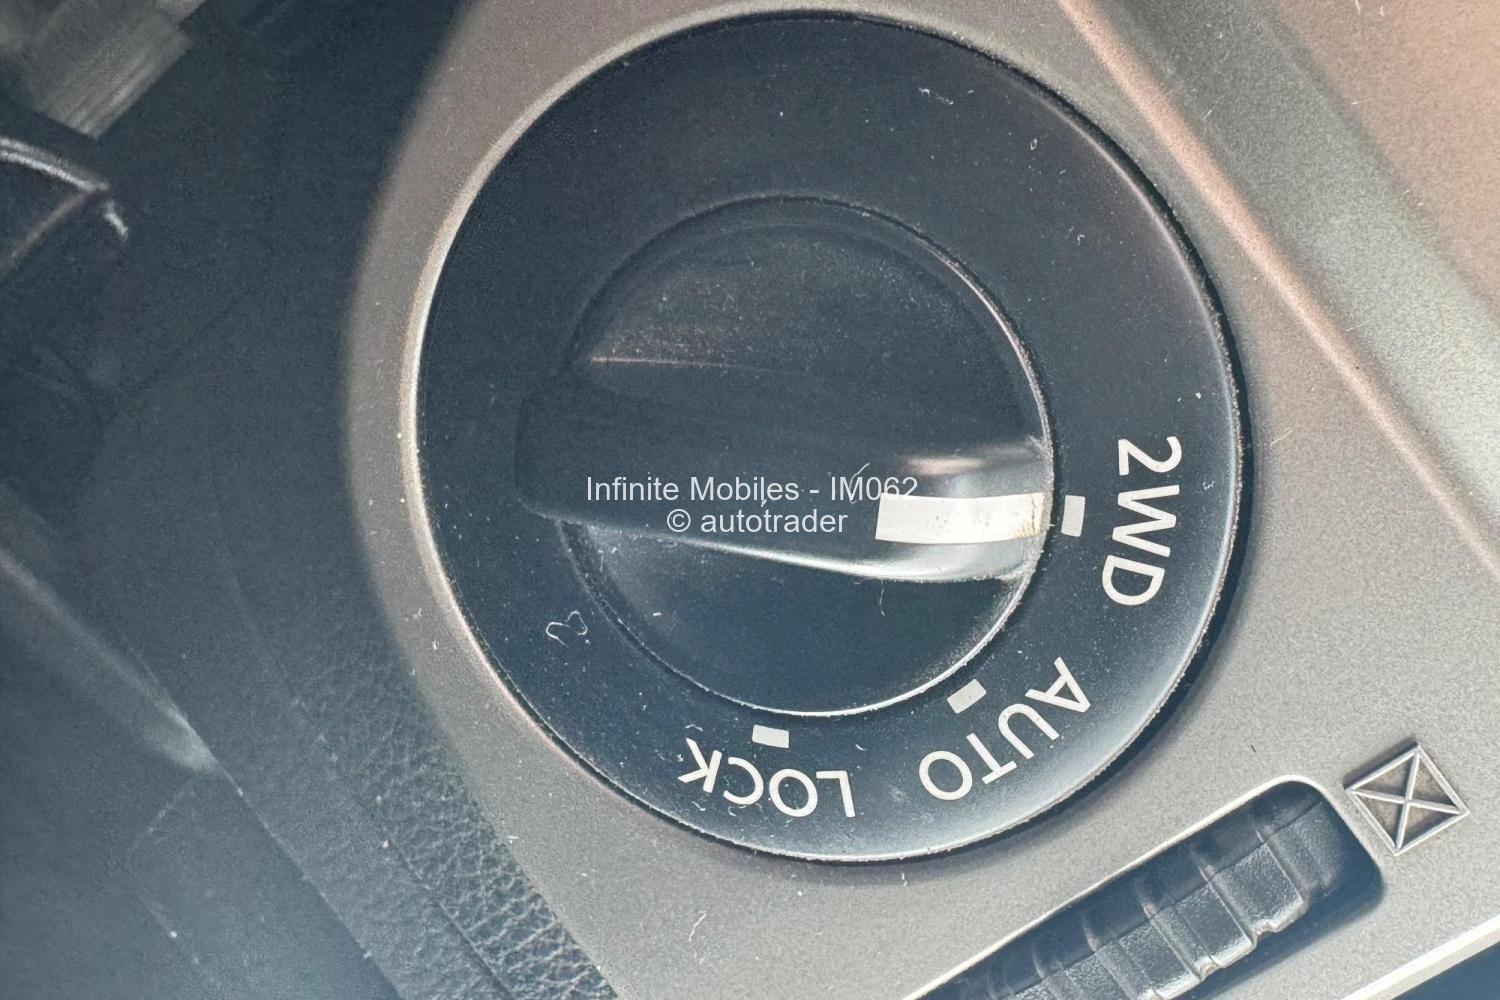 Infinite Mobiles - IM062
© autotrader
2WD
AUTO
LOCK